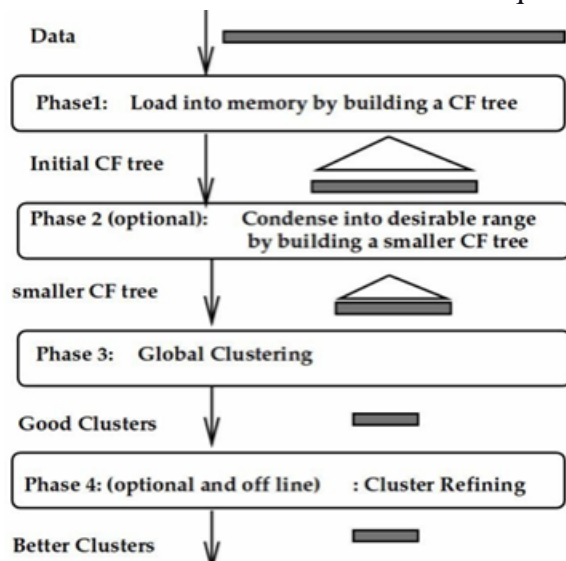 Data
Phase1: Load into memory by building a CF tree
Initial CF tree
Phase 2 (optional): Condense into desirable range
by building a smaller CF tree
smaller CF tree
Phase 3: Global Clustering
Good Clusters
Phase 4: (optional and off line) : Cluster Refining
Better Clusters